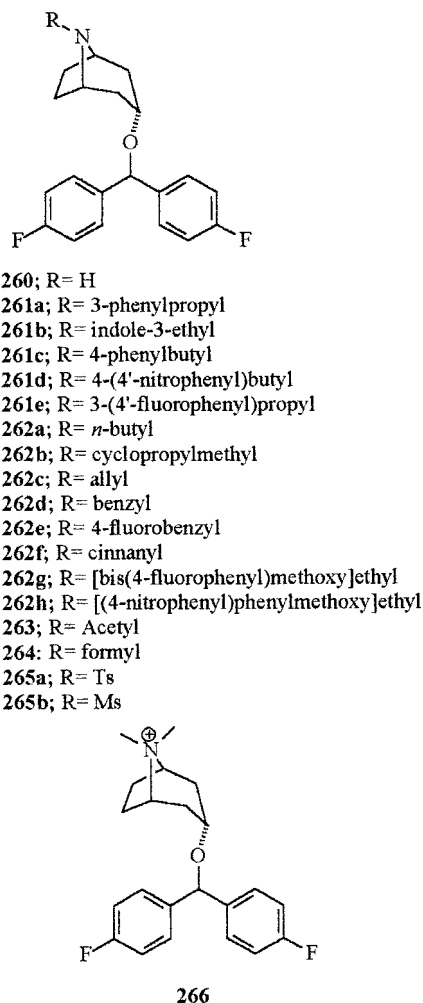 R
N
O
F
F
260; R= H
261a; R= 3-phenylpropyl
261b; R= indole-3-ethyl
261c; R= 4-phenylbutyl
261d; R= 4-(4'-nitrophenyl)butyl
261e; R= 3-(4'-fluorophenyl)propyl
262a; R= n-butyl
262b; R= cyclopropylmethyl
262c; R= allyl
262d; R= benzyl
262e; R= 4-fluorobenzyl
262f; R= cinnanyl
262g; R= [bis(4-fluorophenyl)methoxy]ethyl
262h; R= [(4-nitrophenyl)phenylmethoxy]ethyl
263; R= Acetyl
264: R= formyl
265a; R= Ts
265b; R= Ms
⊕
N
O
F
F
266